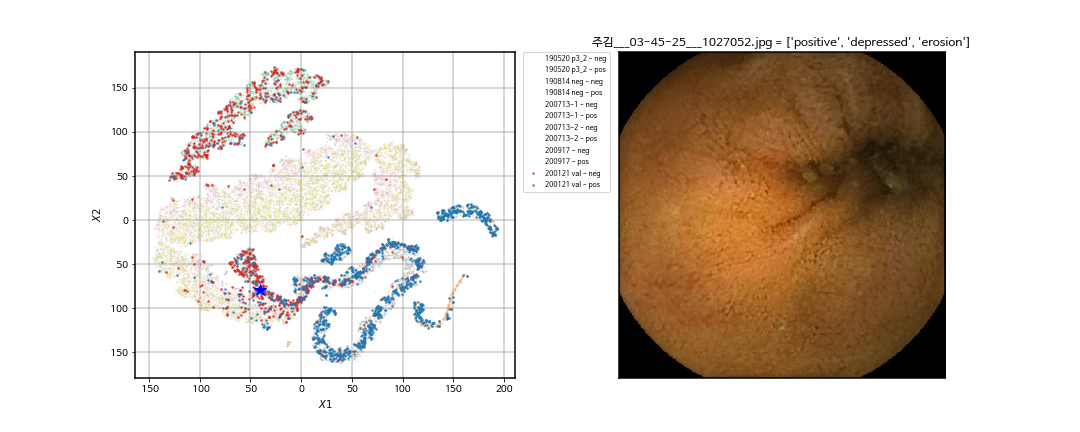 주김___03-45-25___1027052.jpg = ['positive', 'depressed', 'erosion']
190520 p3_2 − neg
190520 p3_2 − pos
190814 neg − neg
190814 neg − pos
200713−1 − neg
200713−1 − pos
200713−2 − neg
200713−2 − pos
200917 − neg
200917 − pos
200121 val − neg
200121 val − pos
X2
150
100
50
0
50
100
150
150
100
50
0
50
100
150
200
X1